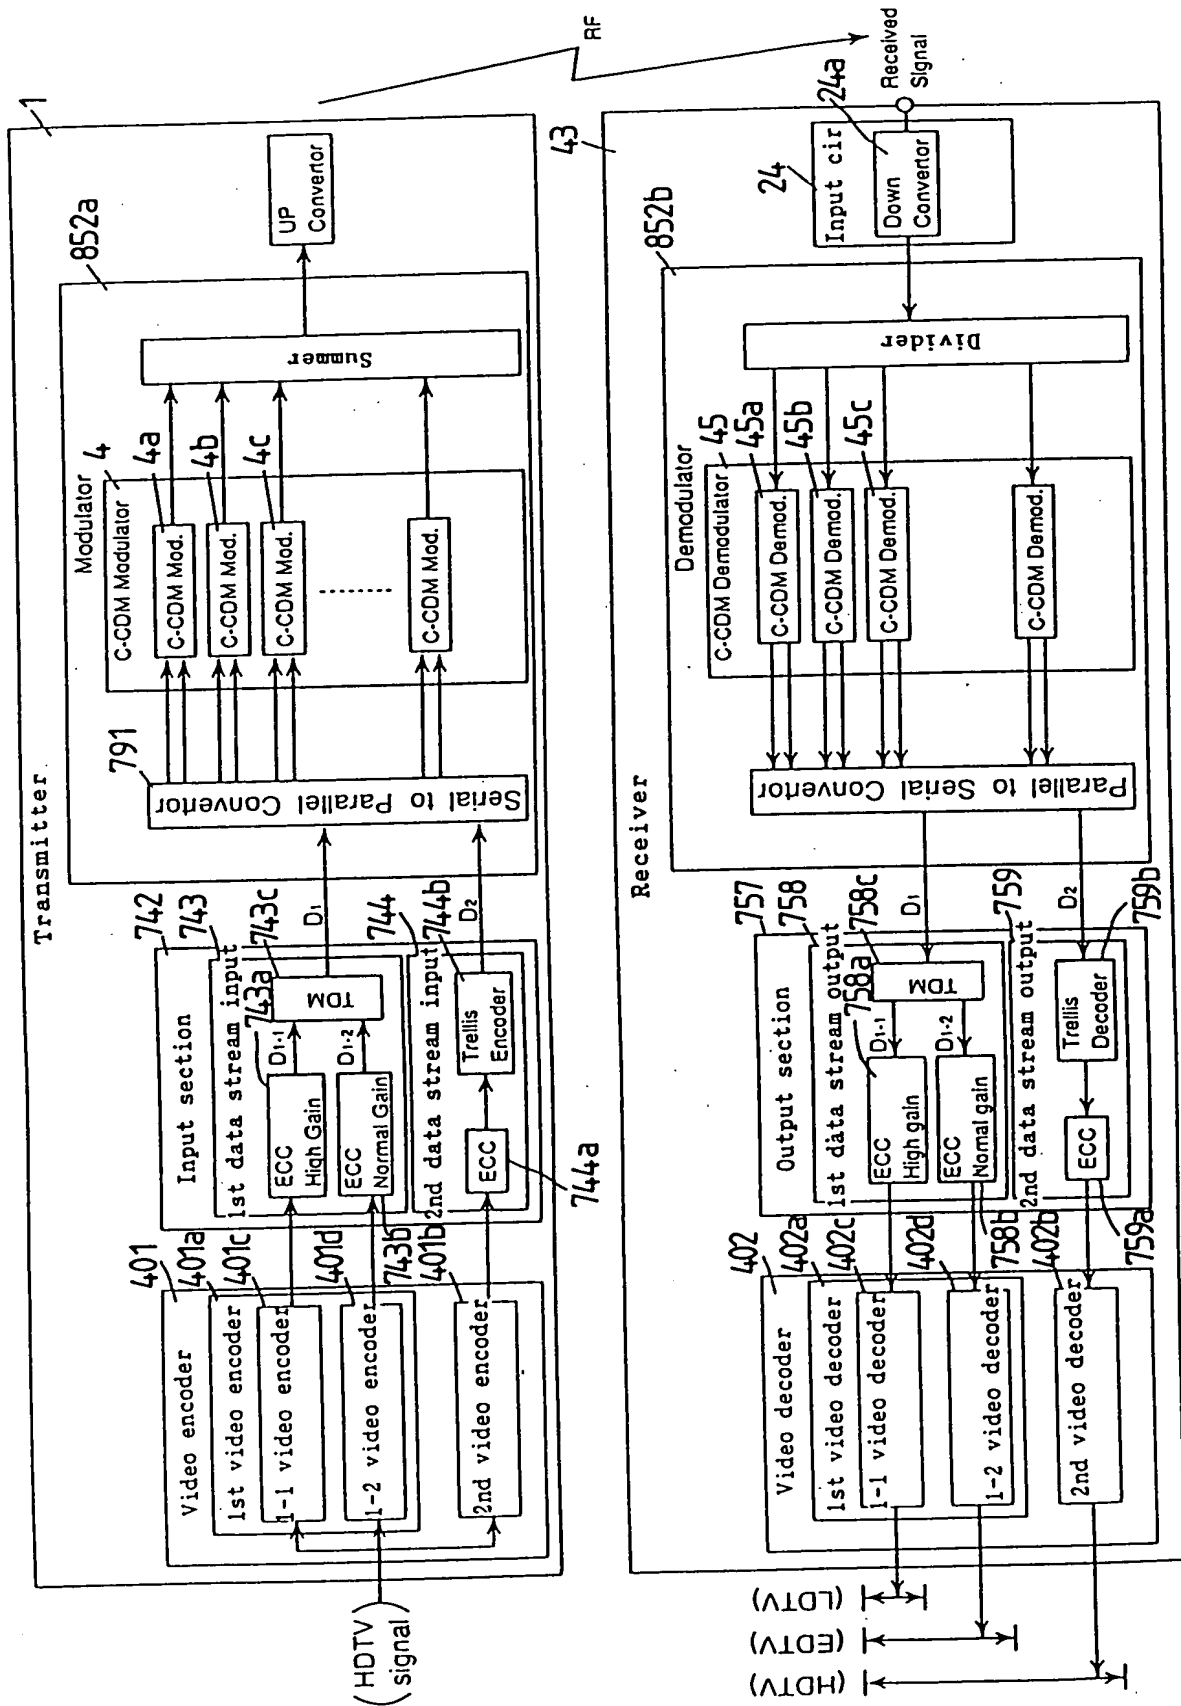 Transmitter
1
(HDTV signal)
Video encoder
401
1st video encoder
401a
1-1 video encoder
401c
1-2 video encoder
401d
2nd video encoder
401b
Input section
742
1st data stream input
743
743a
ECC
High Gain
D1-1
743c
TDM
ECC
Normal Gain
743b
D1-2
D1
2nd data stream input
744
ECC
744a
Trellis
Encoder
744b
D2
Modulator
852a
791
Serial to Parallel Convertor
C-CDM Modulator
4
C-CDM Mod.
4a
C-CDM Mod.
4b
C-CDM Mod.
4c
C-CDM Mod.
Summer
UP
Convertor
RF
Receiver
43
Received
Signal
Input cir
24
Down
Convertor
24a
Demodulator
852b
Divider
C-CDM Demodulator
45
C-CDM Demod.
45a
C-CDM Demod.
45b
C-CDM Demod.
45c
C-CDM Demod.
Parallel to Serial Convertor
D1
D2
Output section
757
1st data stream output
758
758a
758c
TDM
D1-1
D1-2
ECC
High gain
ECC
Normal gain
758b
2nd data stream output
759
Trellis
Decoder
759b
ECC
759a
Video decoder
402
1st video decoder
402a
1-1 video decoder
402c
1-2 video decoder
402d
2nd video decoder
402b
(LDTV)
(EDTV)
(HDTV)